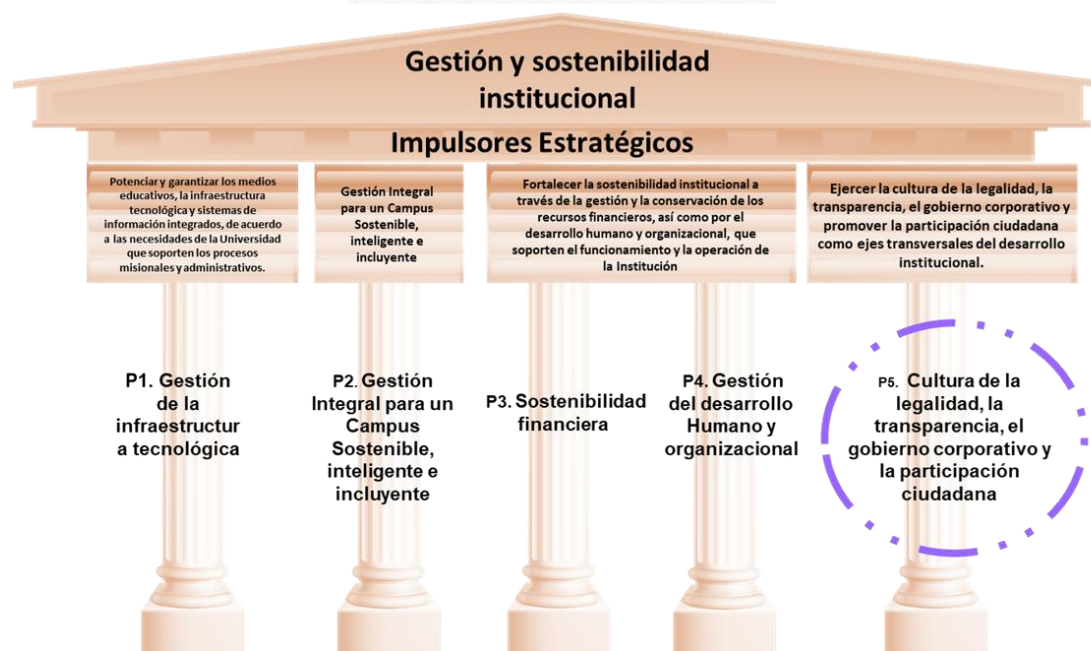 Gestión y sostenibilidad
institucional
Impulsores Estratégicos
Potenciar y garantizar los medios
educativos, la infraestructura
tecnológica y sistemas de
información integrados, de acuerdo
a las necesidades de la Universidad
que soporten los procesos
misionales y administrativos.
Gestión Integral
para un Campus
Sostenible,
inteligente e
incluyente
Fortalecer la sostenibilidad institucional a
través de la gestión y la conservación de los
recursos financieros, así como por el
desarrollo humano y organizacional, que
soporten el funcionamiento y la operación de
la Institución
Ejercer la cultura de la legalidad, la
transparencia, el gobierno corporativo y
promover la participación ciudadana
como ejes transversales del desarrollo
institucional.
P1. Gestión
de la
infraestructur
a tecnológica
P2. Gestión
Integral para un
Campus
Sostenible,
inteligente e
incluyente
P3. Sostenibilidad
financiera
P4. Gestión
del desarrollo
Humano y
organizacional
P5. Cultura de la
legalidad, la
transparencia, el
gobierno corporativo y
la participación
ciudadana